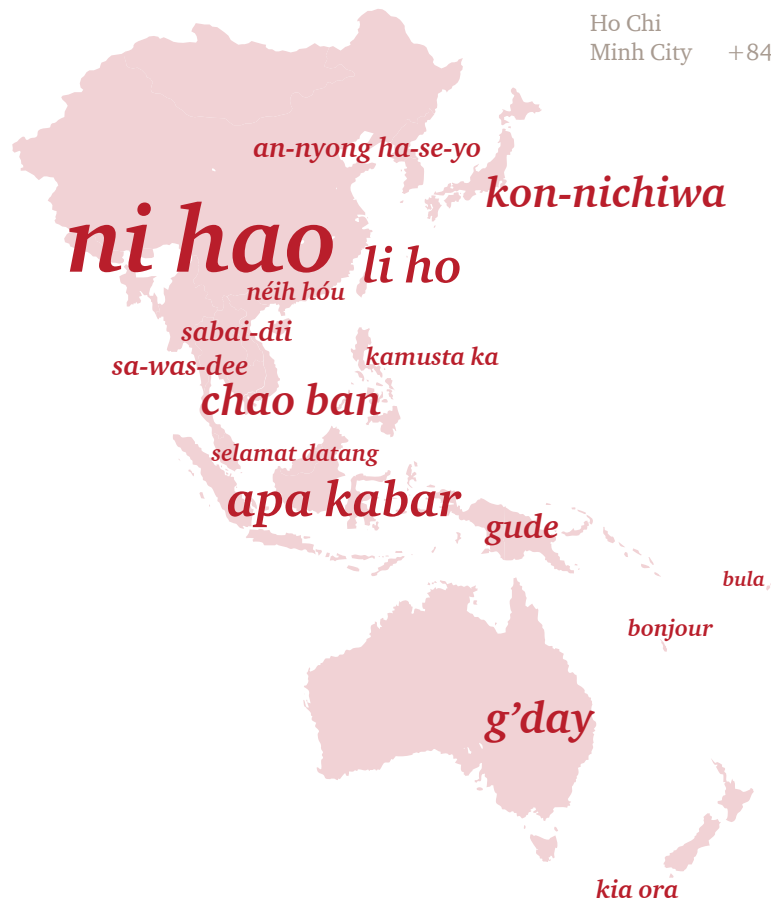 Ho Chi
Minh City +84
an-nyong ha-se-yo
kon-nichiwa
ni hao
li ho
néih hóu
sabai-dii
sa-was-dee
kamusta ka
chao ban
selamat datang
apa kabar
gude
bula
bonjour
g’day
kia ora